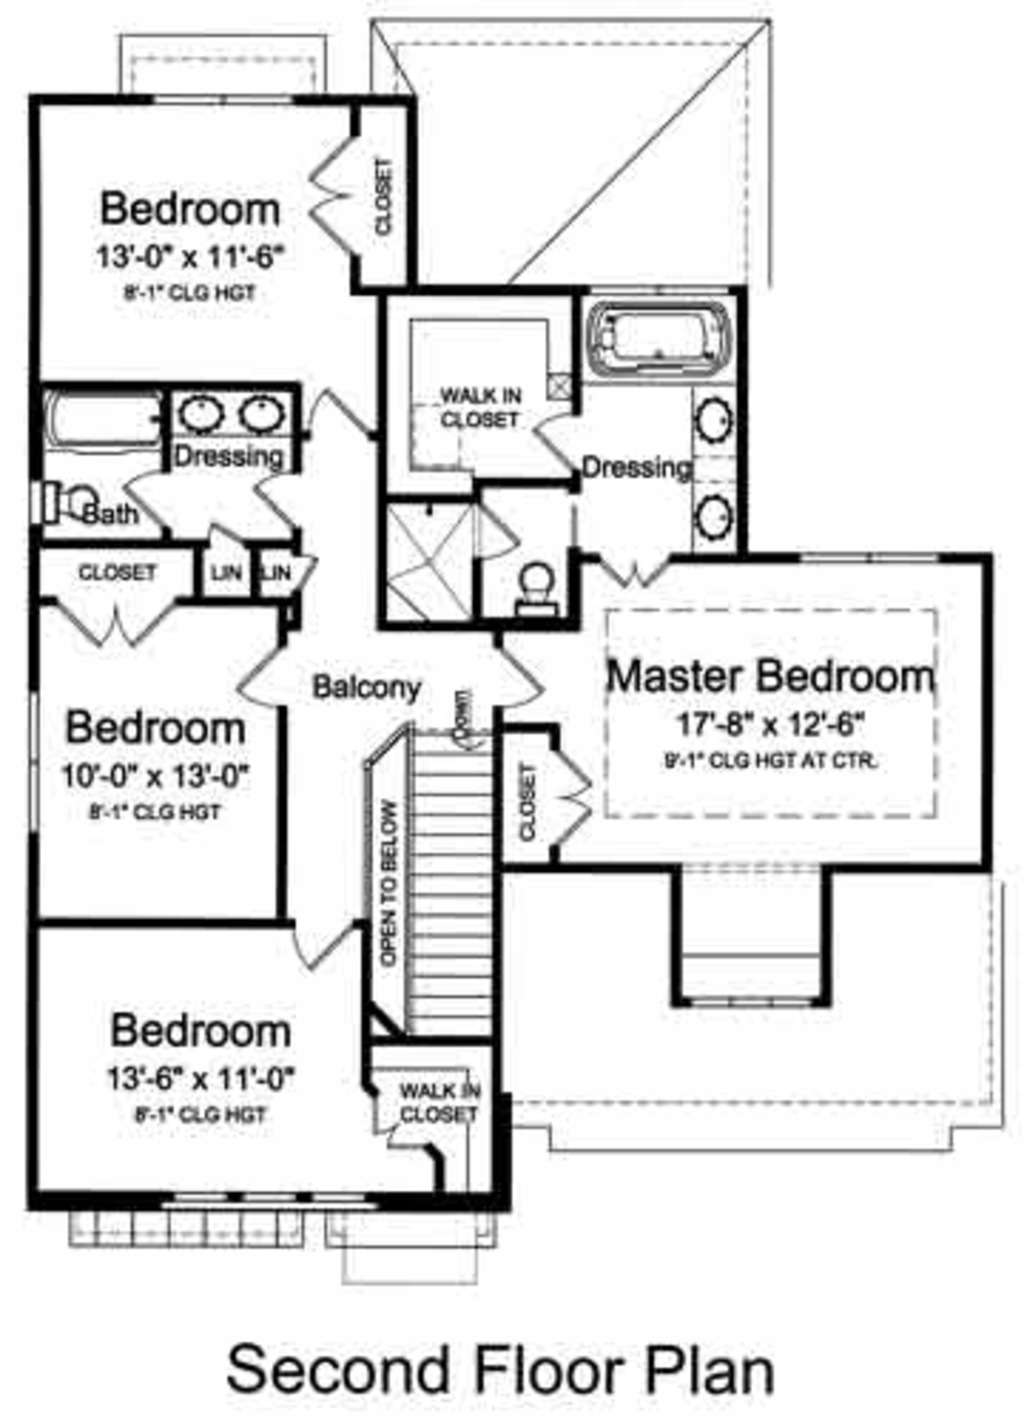 Bedroom
13'-0" x 11'-6"
8'-1" CLG HGT
CLOSET
WALK IN
CLOSET
Dressing
Dressing
Bath
CLOSET
LIN
LIN
Balcony
Down
Master Bedroom
17'-8" x 12'-6"
9'-1" CLG HGT AT CTR.
Bedroom
10'-0" x 13'-0"
8'-1" CLG HGT
CLOSET
OPEN TO BELOW
Bedroom
13'-6" x 11'-0"
8'-1" CLG HGT
WALK IN
CLOSET
Second Floor Plan